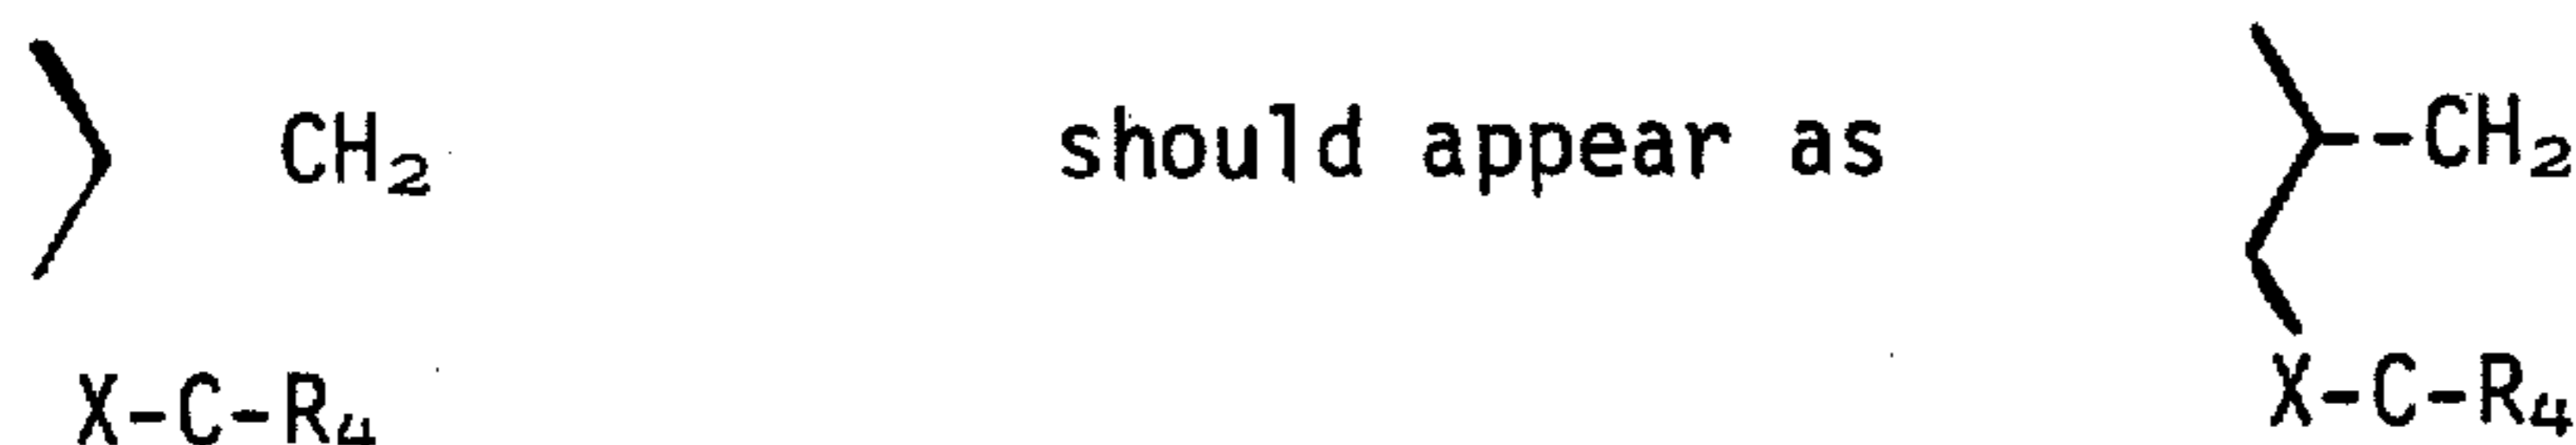 CH₂ should appear as --CH₂
X-C-R₄ X-C-R₄